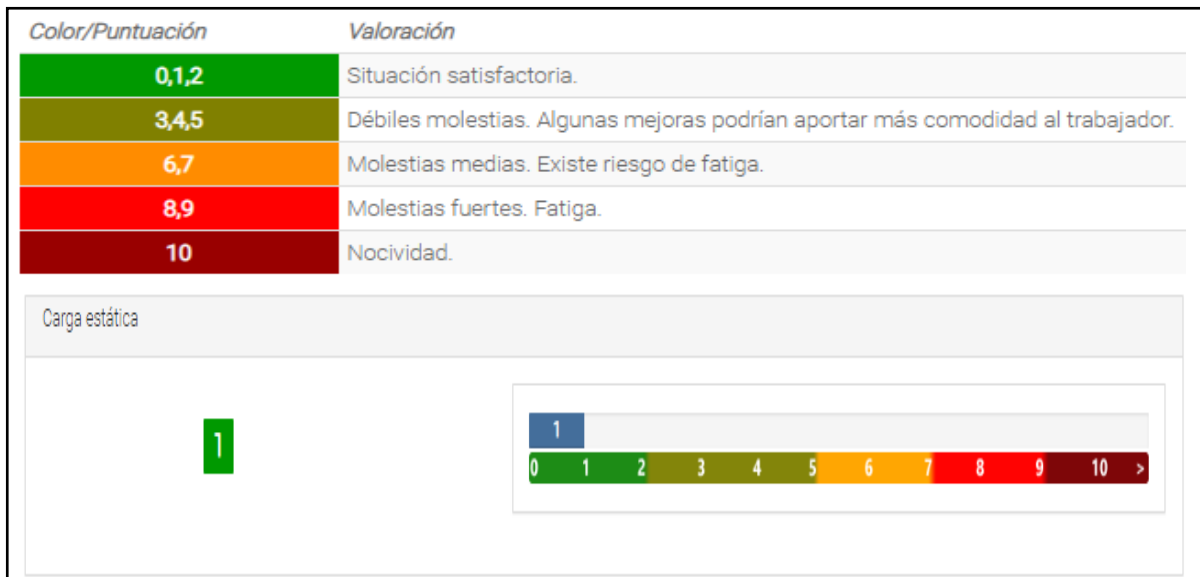 Color/Puntuación Valoración
0,1,2 Situación satisfactoria.
3,4,5 Débiles molestias. Algunas mejoras podrían aportar más comodidad al trabajador.
6,7 Molestias medias. Existe riesgo de fatiga.
8,9 Molestias fuertes. Fatiga.
10 Nocividad.
Carga estática
1
1
0 1 2 3 4 5 6 7 8 9 10 >